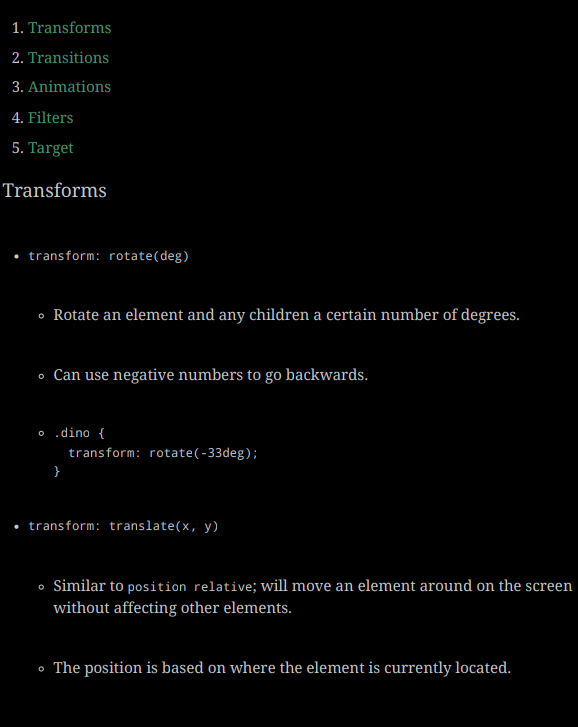 1. Transforms
2. Transitions
3. Animations
4. Filters
5. Target
Transforms
• transform: rotate(deg)
◦ Rotate an element and any children a certain number of degrees.
◦ Can use negative numbers to go backwards.
◦ .dino {
transform: rotate(-33deg);
}
• transform: translate(x, y)
◦ Similar to position relative; will move an element around on the screen
without affecting other elements.
◦ The position is based on where the element is currently located.